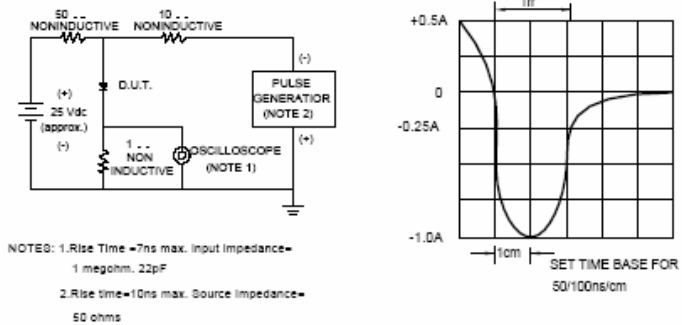 50 ..
NONINDUCTIVE
10 ..
NONINDUCTIVE
(+)
25 Vdc
(approx.)
(-)
D.U.T.
1 ..
NON
INDUCTIVE
OSCILLOSCOPE
(NOTE 1)
(-)
PULSE
GENERATIOR
(NOTE 2)
(+)
NOTES: 1.Rise Time =7ns max. Input Impedance=
1 megohm. 22pF
2.Rise time=10ns max. Source Impedance=
50 ohms
trr
+0.5A
0
-0.25A
-1.0A
1cm
SET TIME BASE FOR
50/100ns/cm